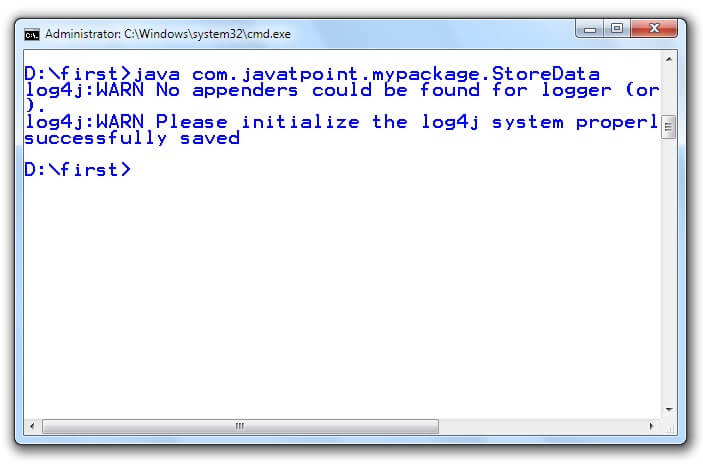 Administrator: C:\Windows\system32\cmd.exe
D:\first>java com.javatpoint.mypackage.StoreData
log4j:WARN No appenders could be found for logger (or
).
log4j:WARN Please initialize the log4j system properl
successfully saved
D:\first>